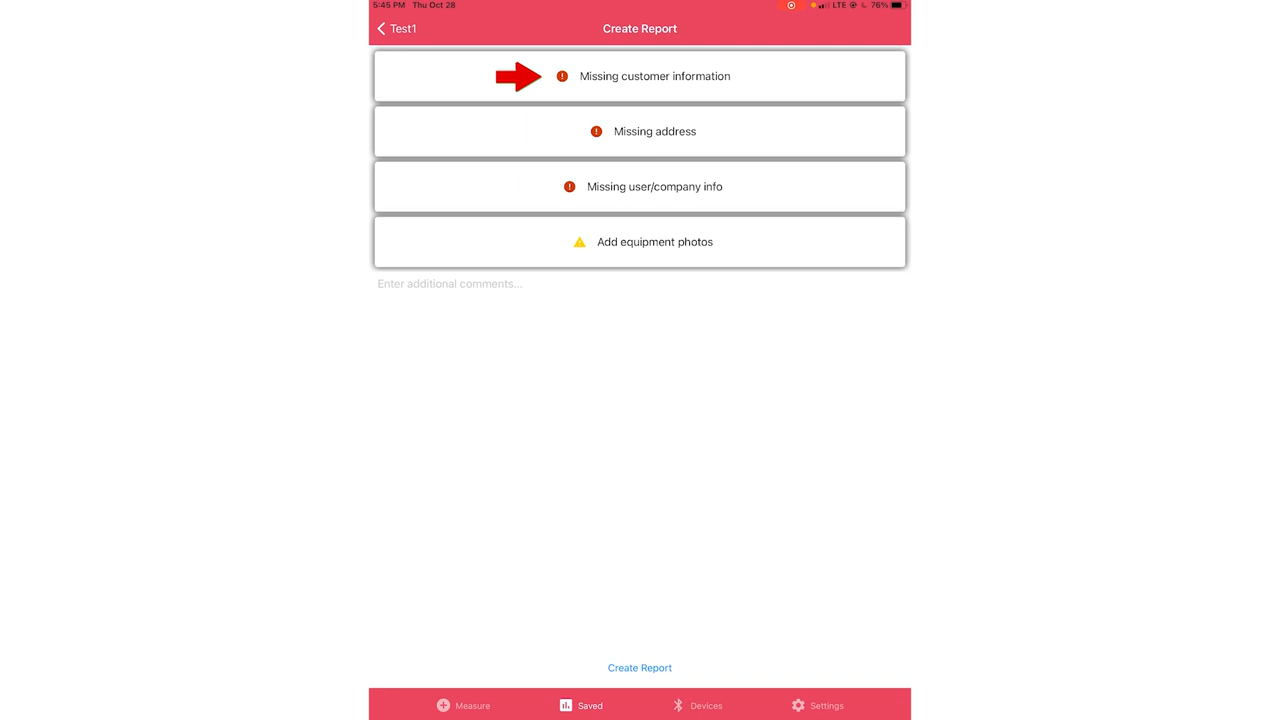 5:45 PM Thu Oct 28 LTE 76%
Test1 Create Report
Missing customer information
Missing address
Missing user/company info
Add equipment photos
Enter additional comments...
Create Report
Measure Saved Devices Settings